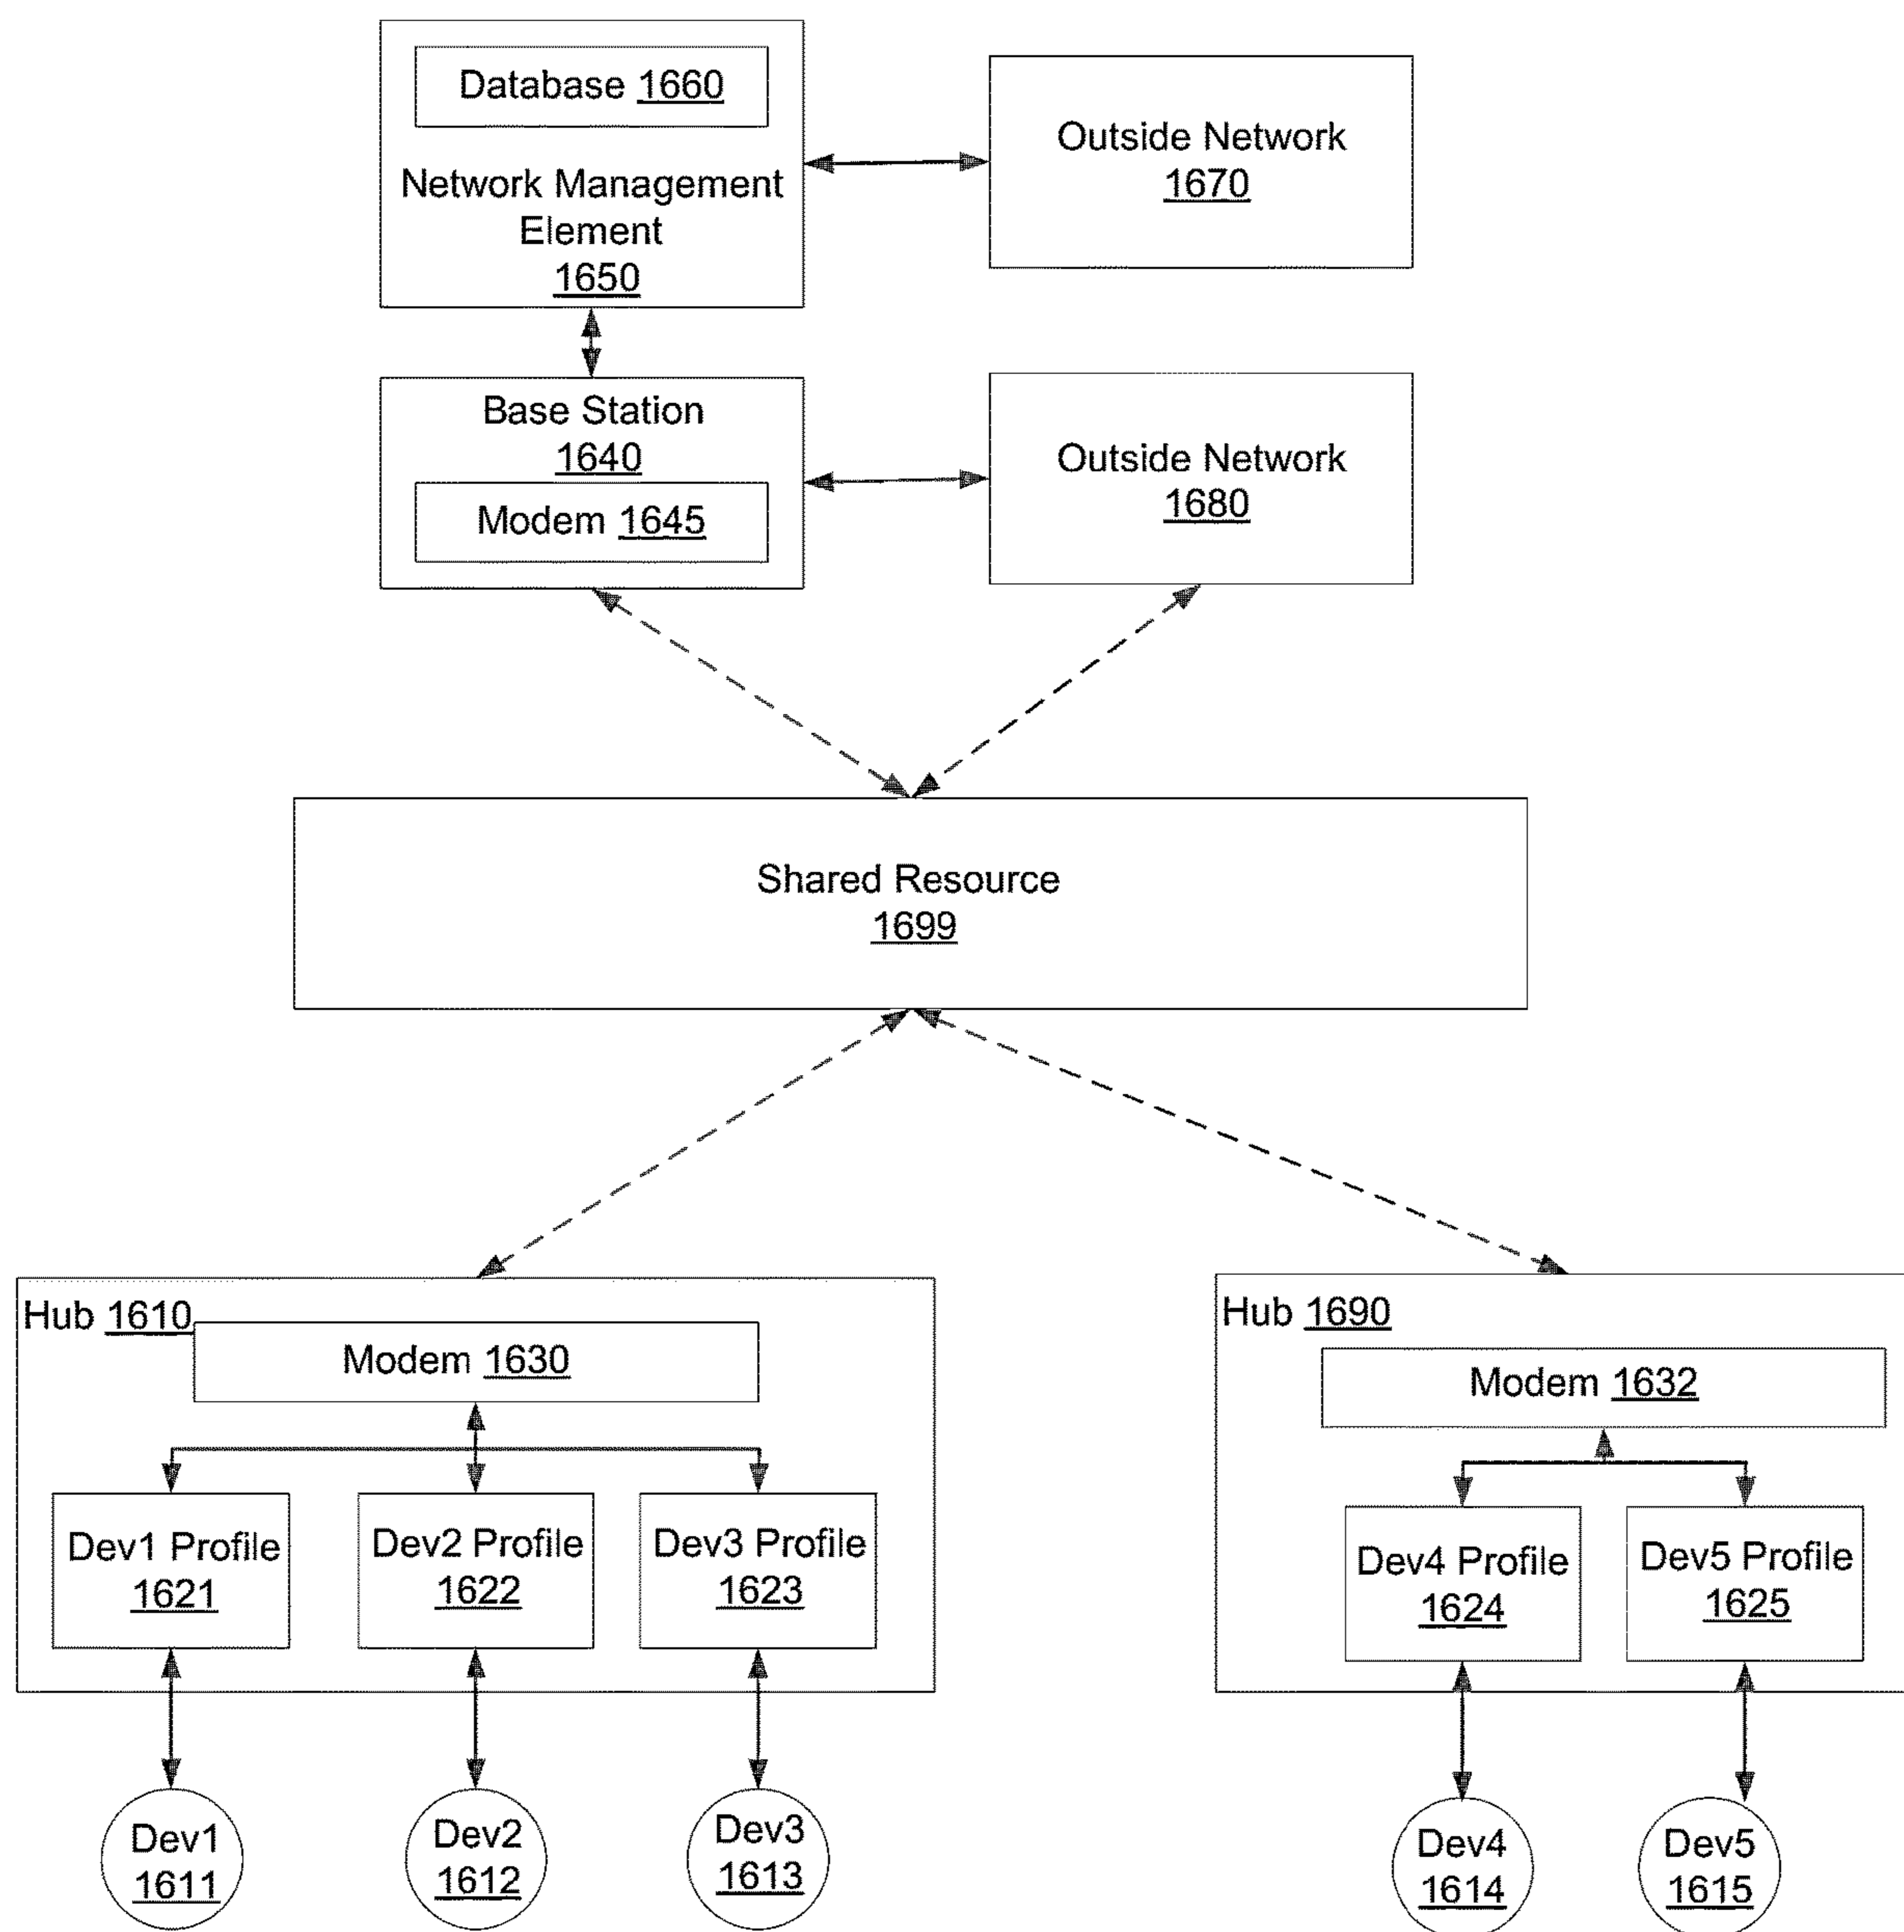 Database 1660
Network Management
Element
1650
Outside Network
1670
Base Station
1640
Modem 1645
Outside Network
1680
Shared Resource
1699
Hub 1610
Modem 1630
Dev1 Profile
1621
Dev2 Profile
1622
Dev3 Profile
1623
Dev1
1611
Dev2
1612
Dev3
1613
Hub 1690
Modem 1632
Dev4 Profile
1624
Dev5 Profile
1625
Dev4
1614
Dev5
1615